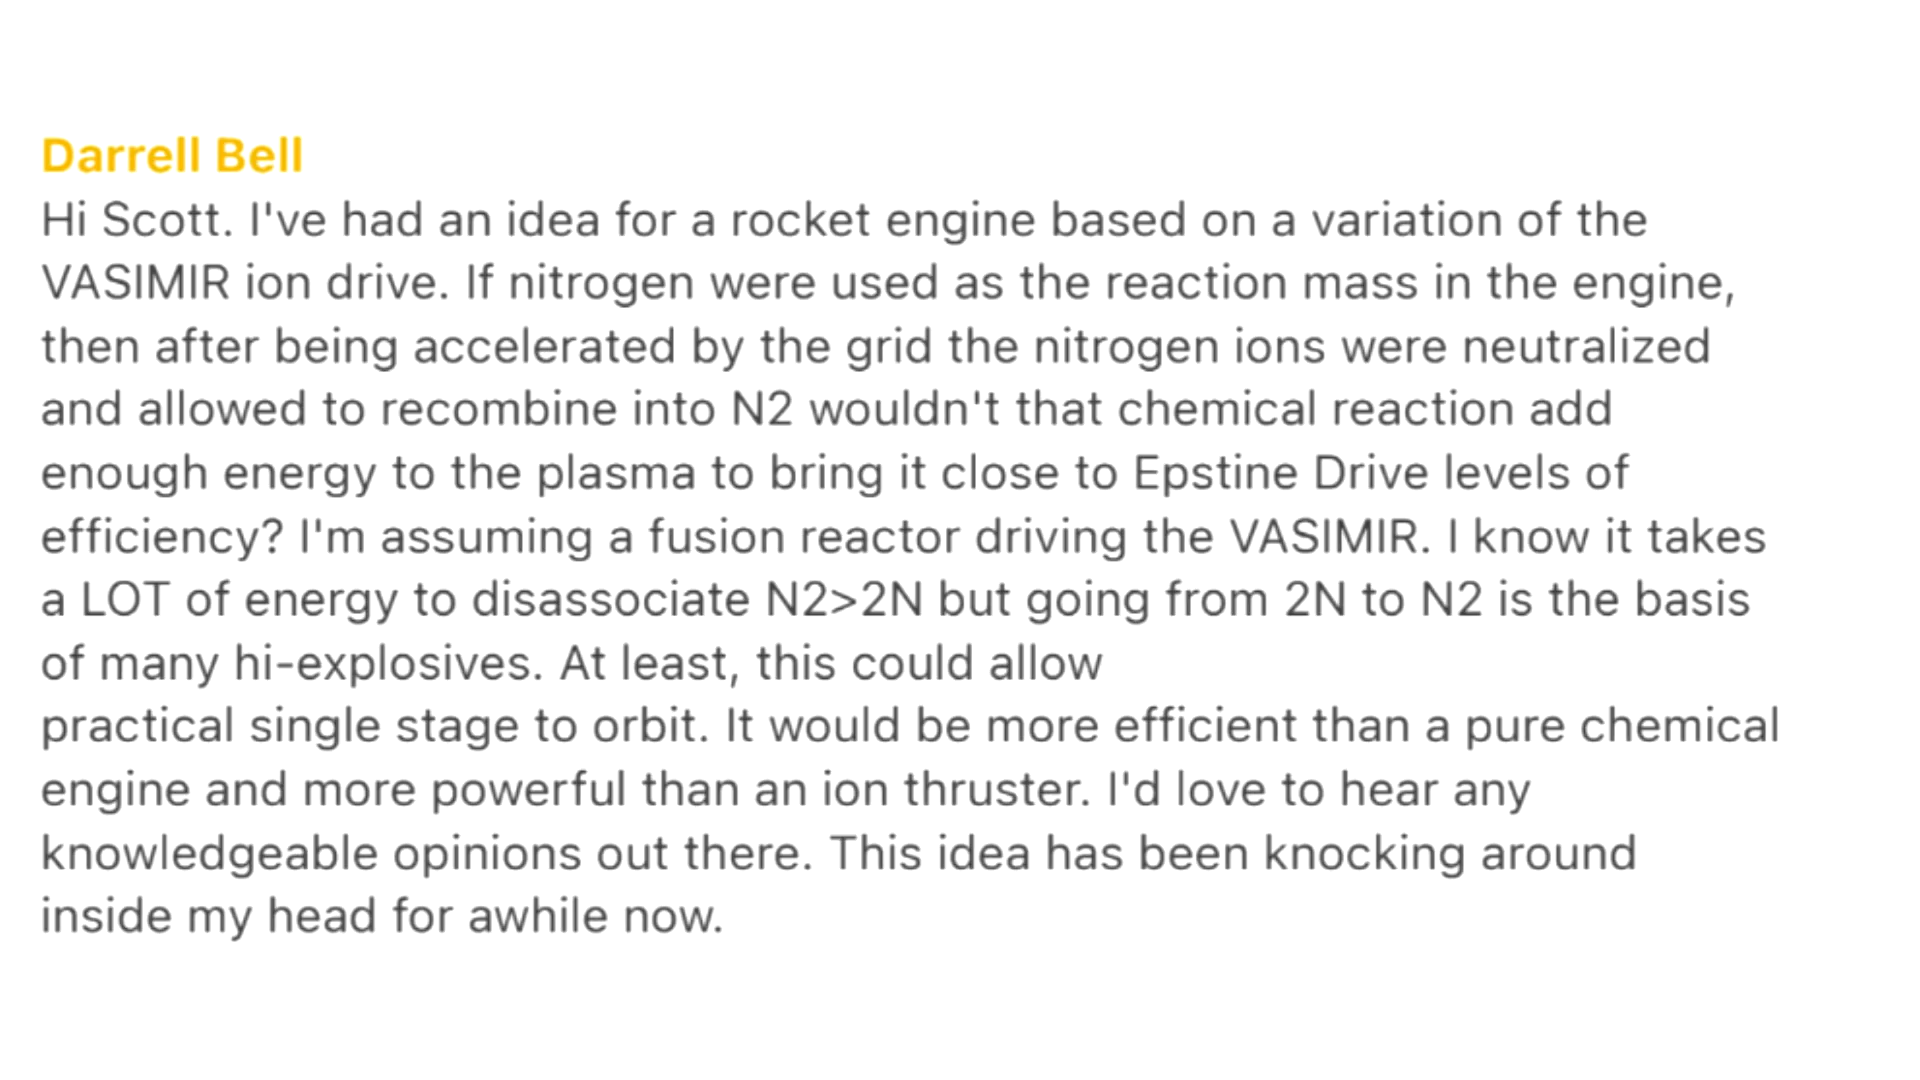 Darrell Bell
Hi Scott. I've had an idea for a rocket engine based on a variation of the
VASIMIR ion drive. If nitrogen were used as the reaction mass in the engine,
then after being accelerated by the grid the nitrogen ions were neutralized
and allowed to recombine into N2 wouldn't that chemical reaction add
enough energy to the plasma to bring it close to Epstine Drive levels of
efficiency? I'm assuming a fusion reactor driving the VASIMIR. I know it takes
a LOT of energy to disassociate N2>2N but going from 2N to N2 is the basis
of many hi-explosives. At least, this could allow
practical single stage to orbit. It would be more efficient than a pure chemical
engine and more powerful than an ion thruster. I'd love to hear any
knowledgeable opinions out there. This idea has been knocking around
inside my head for awhile now.